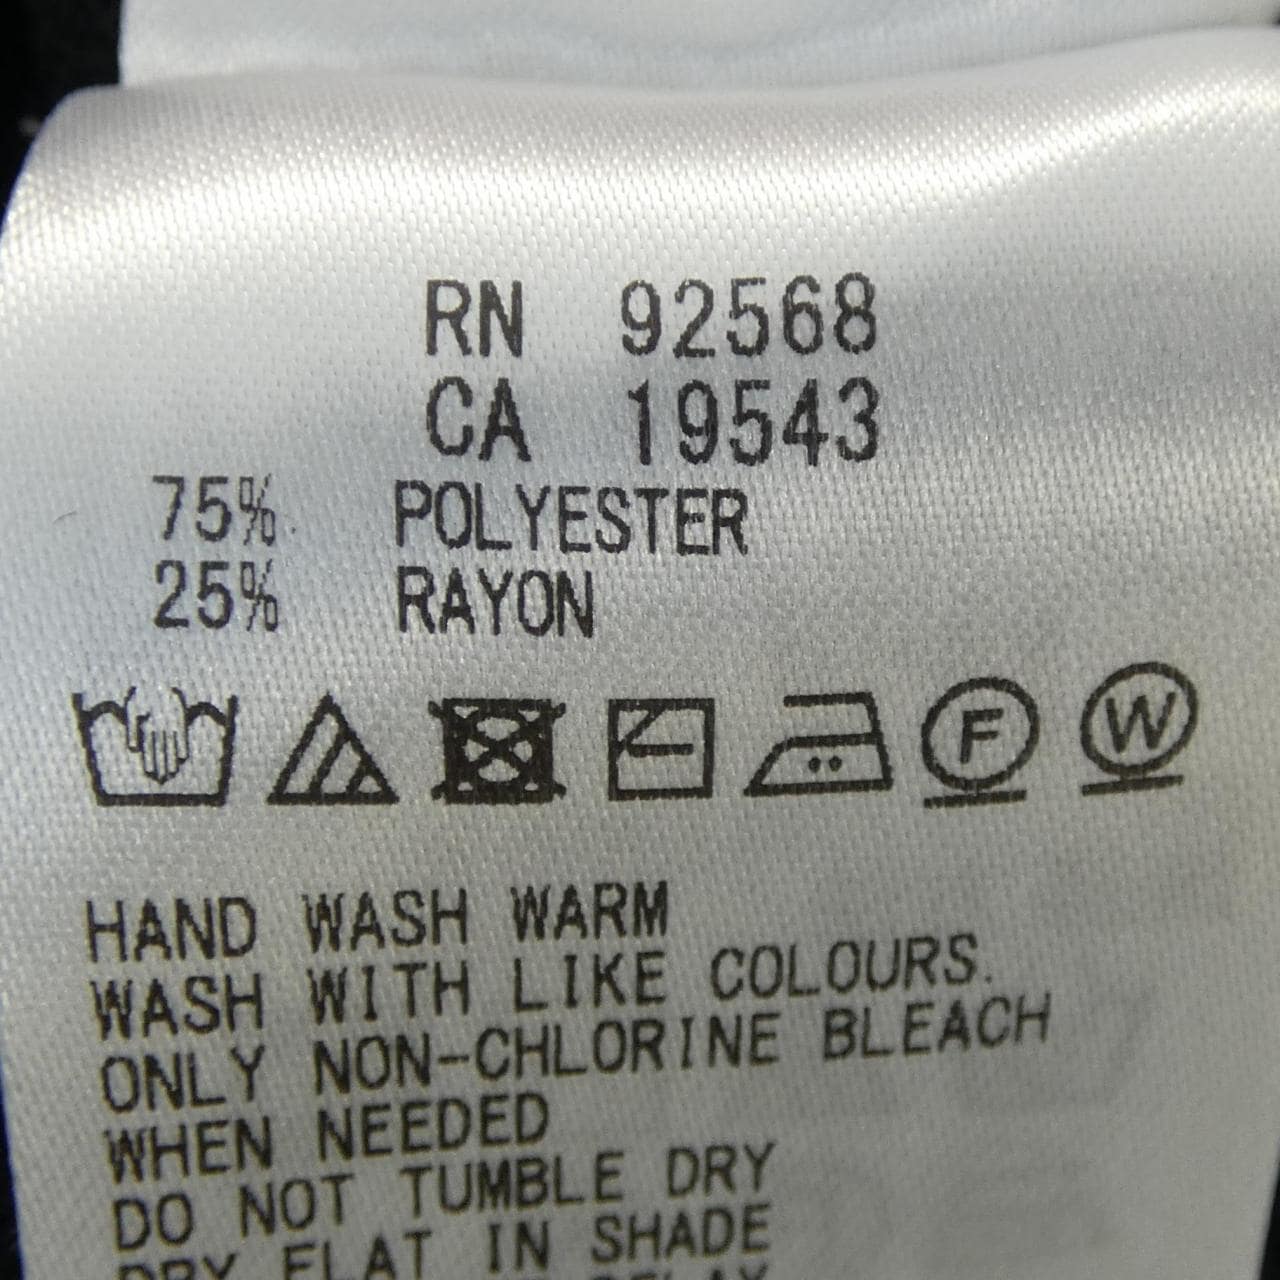 RN 92568
CA 19543
75% POLYESTER
25% RAYON
F W
HAND WASH WARM
WASH WITH LIKE COLOURS.
ONLY NON-CHLORINE BLEACH
WHEN NEEDED
DO NOT TUMBLE DRY
DRY FLAT IN SHADE